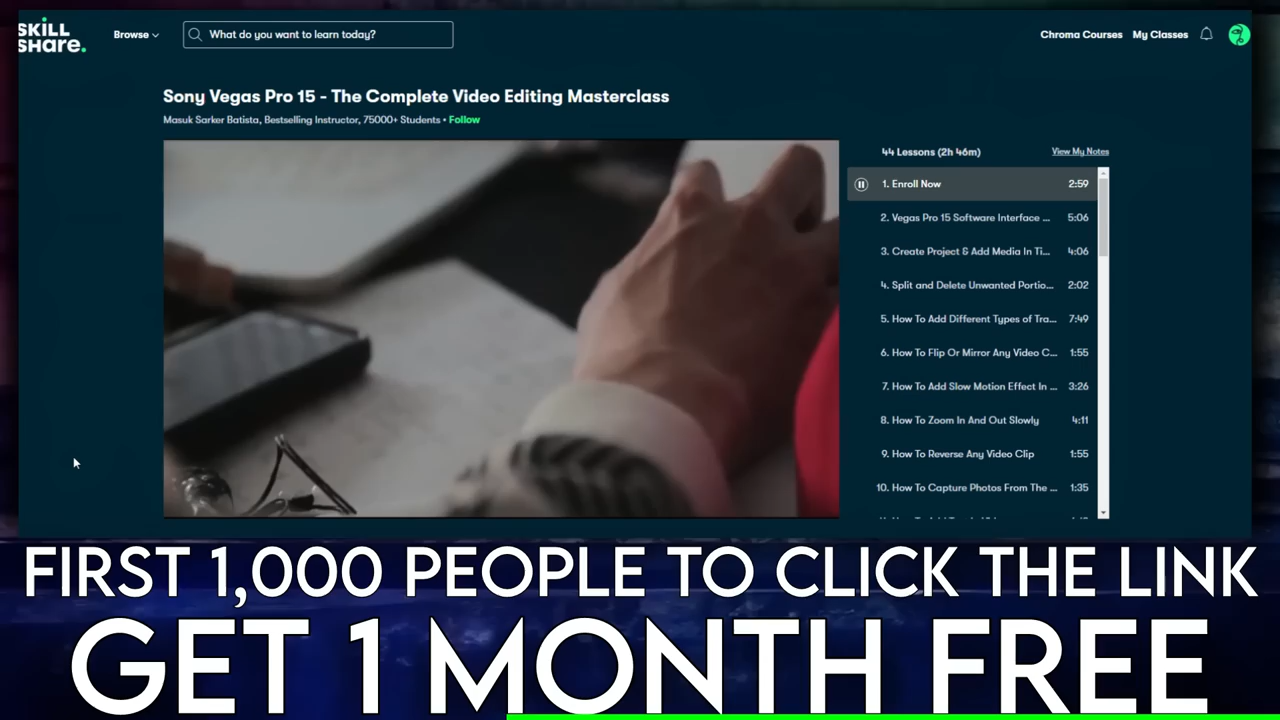 SKILL
SHare.
Browse
What do you want to learn today?
Chroma Courses
My Classes
Sony Vegas Pro 15 - The Complete Video Editing Masterclass
Masuk Sarker Batista, Bestselling Instructor, 75000+ Students • Follow
44 Lessons (2h 46m)
View My Notes
1. Enroll Now 2:59
2. Vegas Pro 15 Software Interface ... 5:06
3. Create Project & Add Media In Ti... 4:06
4. Split and Delete Unwanted Portio... 2:02
5. How To Add Different Types of Tra... 7:49
6. How To Flip Or Mirror Any Video C... 1:55
7. How To Add Slow Motion Effect In ... 3:26
8. How To Zoom In And Out Slowly 4:11
9. How To Reverse Any Video Clip 1:55
10. How To Capture Photos From The ... 1:35
FIRST 1,000 PEOPLE TO CLICK THE LINK
GET 1 MONTH FREE